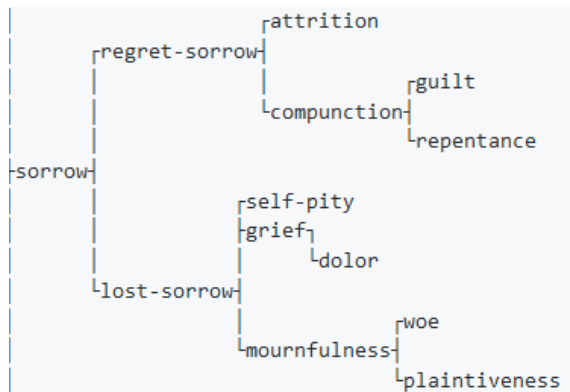 attrition
regret-sorrow
guilt
compunction
repentance
sorrow
self-pity
grief
dolor
lost-sorrow
woe
mournfulness
plaintiveness